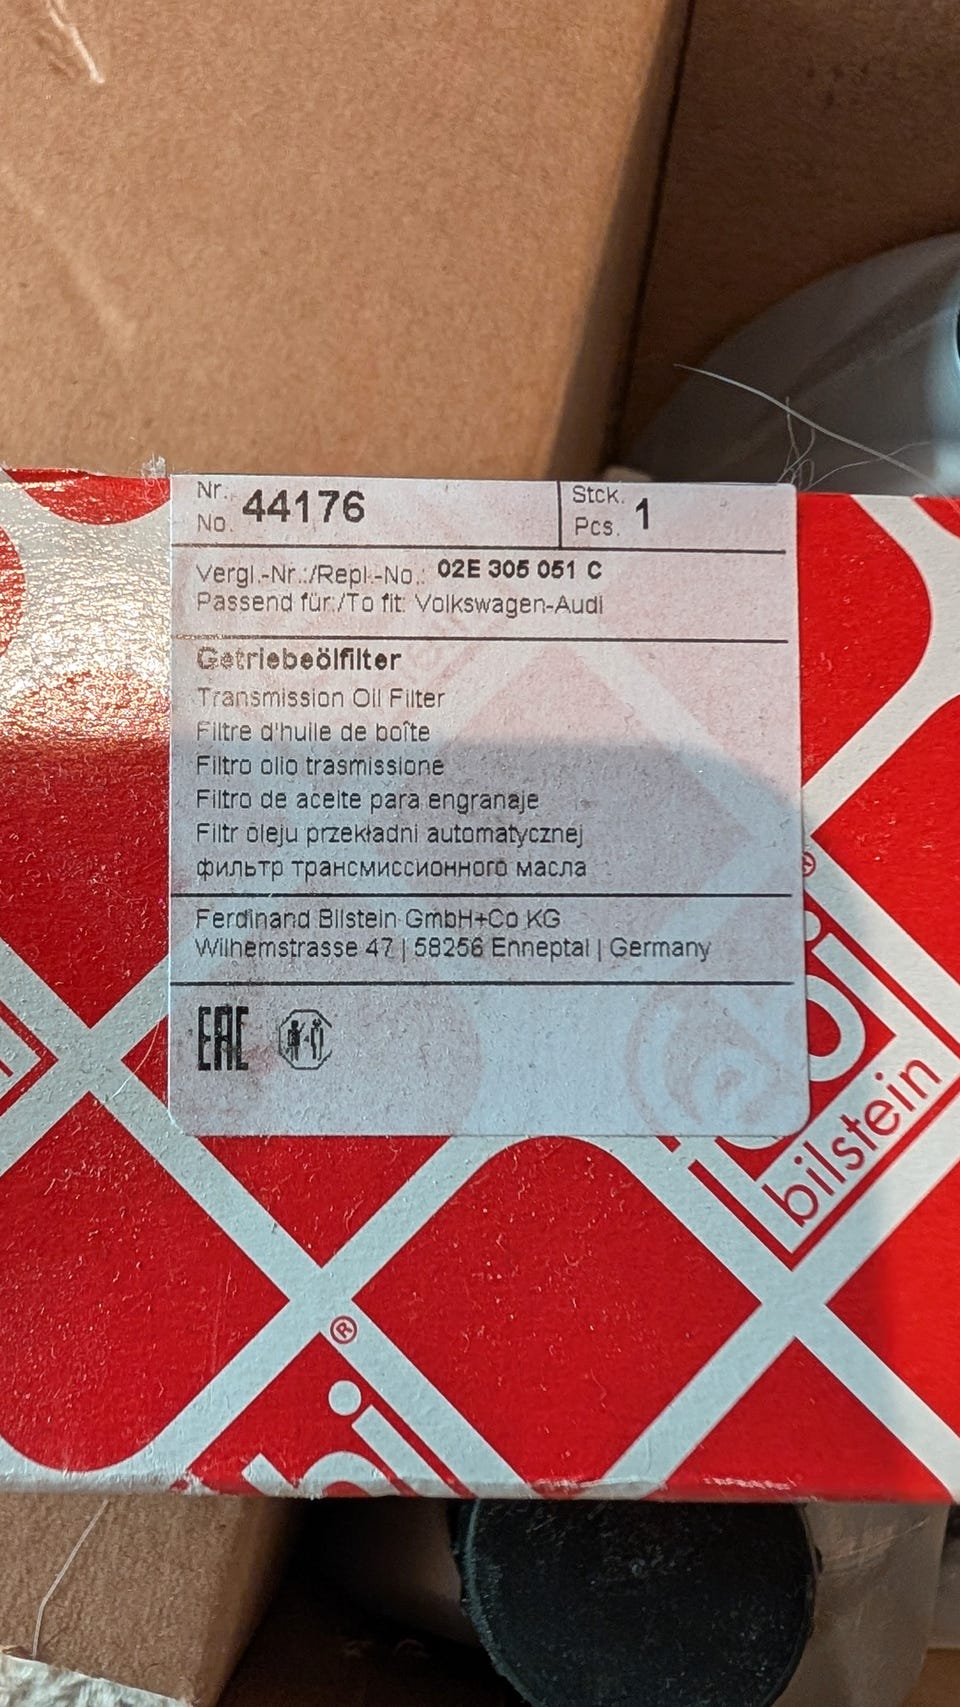 Nr. 44176 Stck. 1
No. Pcs.
Vergl.-Nr.:/Repl.-No.: 02E 305 051 C
Passend für:/To fit: Volkswagen-Audi
Getriebeölfilter
Transmission Oil Filter
Filtre d'huile de boîte
Filtro olio trasmissione
Filtro de aceite para engranaje
Filtr oleju przekładni automatycznej
фильтр трансмиссионного масла
Ferdinand Bilstein GmbH+Co KG
Wilhemstrasse 47 | 58256 Enneptal | Germany
EAC
®
bilstein
®